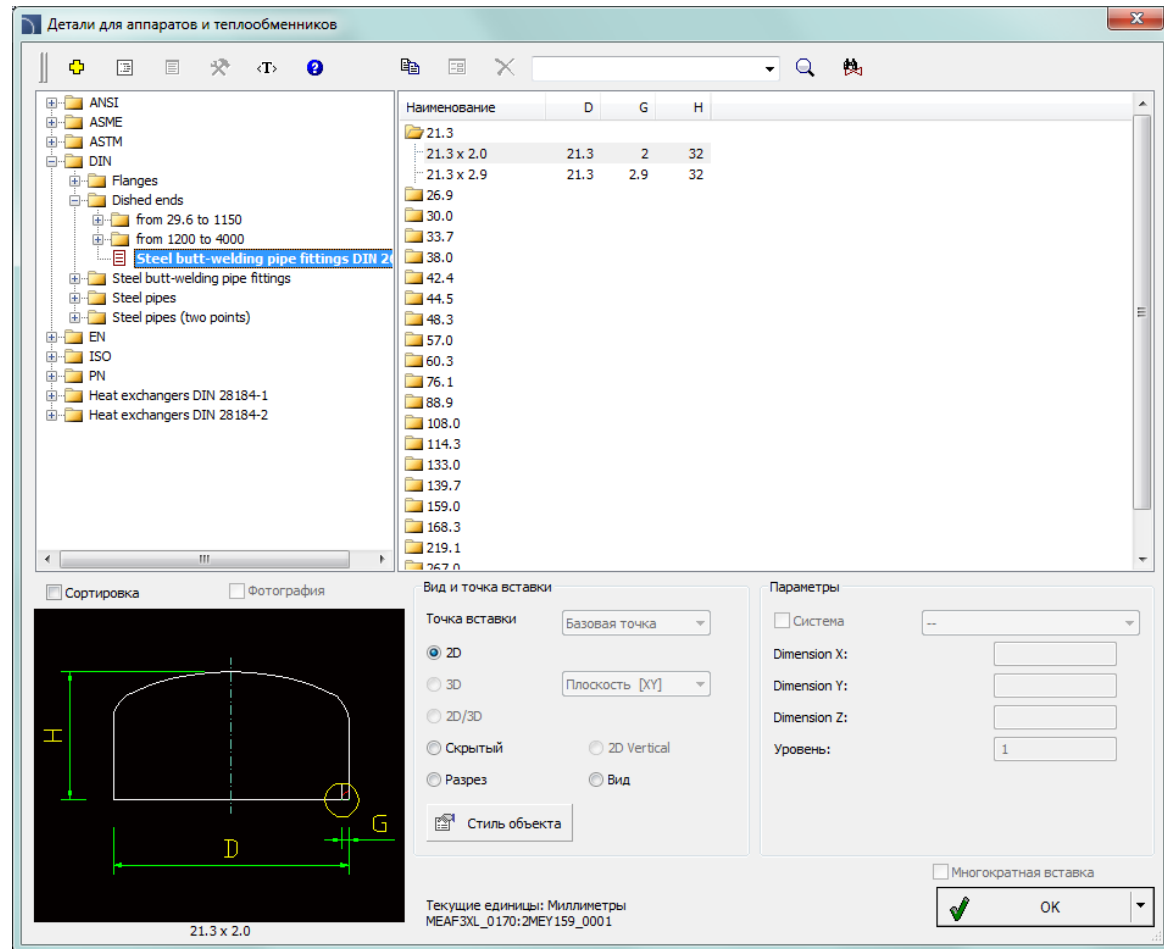 Детали для аппаратов и теплообменников
x
‹T› ?
ANSI
ASME
ASTM
DIN
Flanges
Dished ends
from 29.6 to 1150
from 1200 to 4000
Steel butt-welding pipe fittings DIN 2
Steel butt-welding pipe fittings
Steel pipes
Steel pipes (two points)
EN
ISO
PN
Heat exchangers DIN 28184-1
Heat exchangers DIN 28184-2
Наименование D G H
21.3
21.3 x 2.0 21.3 2 32
21.3 x 2.9 21.3 2.9 32
26.9
30.0
33.7
38.0
42.4
44.5
48.3
57.0
60.3
76.1
88.9
108.0
114.3
133.0
139.7
159.0
168.3
219.1
267.0
Сортировка Фотография
H
G
D
21.3 x 2.0
Вид и точка вставки
Точка вставки Базовая точка
2D
3D Плоскость [XY]
2D/3D
Скрытый 2D Vertical
Разрез Вид
Стиль объекта
Текущие единицы: Миллиметры
MEAF3XL_0170:2MEY159_0001
Параметры
Система --
Dimension X:
Dimension Y:
Dimension Z:
Уровень: 1
Многократная вставка
OK